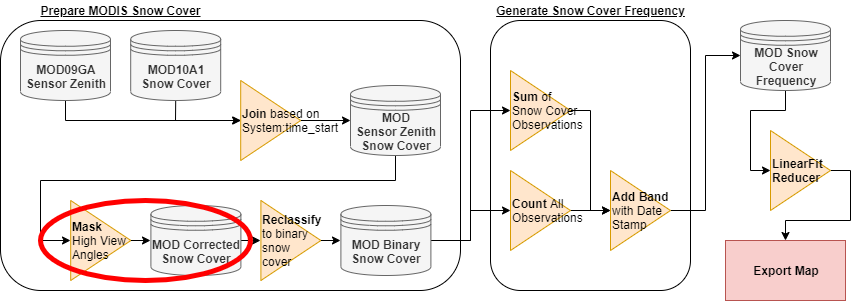 Prepare MODIS Snow Cover
MOD09GA
Sensor Zenith
MOD10A1
Snow Cover
Join based on
System:time_start
MOD
Sensor Zenith
Snow Cover
Mask
High View
Angles
MOD Corrected
Snow Cover
Reclassify
to binary
snow
cover
MOD Binary
Snow Cover
Generate Snow Cover Frequency
Sum of
Snow Cover
Observations
Count All
Observations
Add Band
with Date
Stamp
MOD Snow
Cover
Frequency
LinearFit
Reducer
Export Map